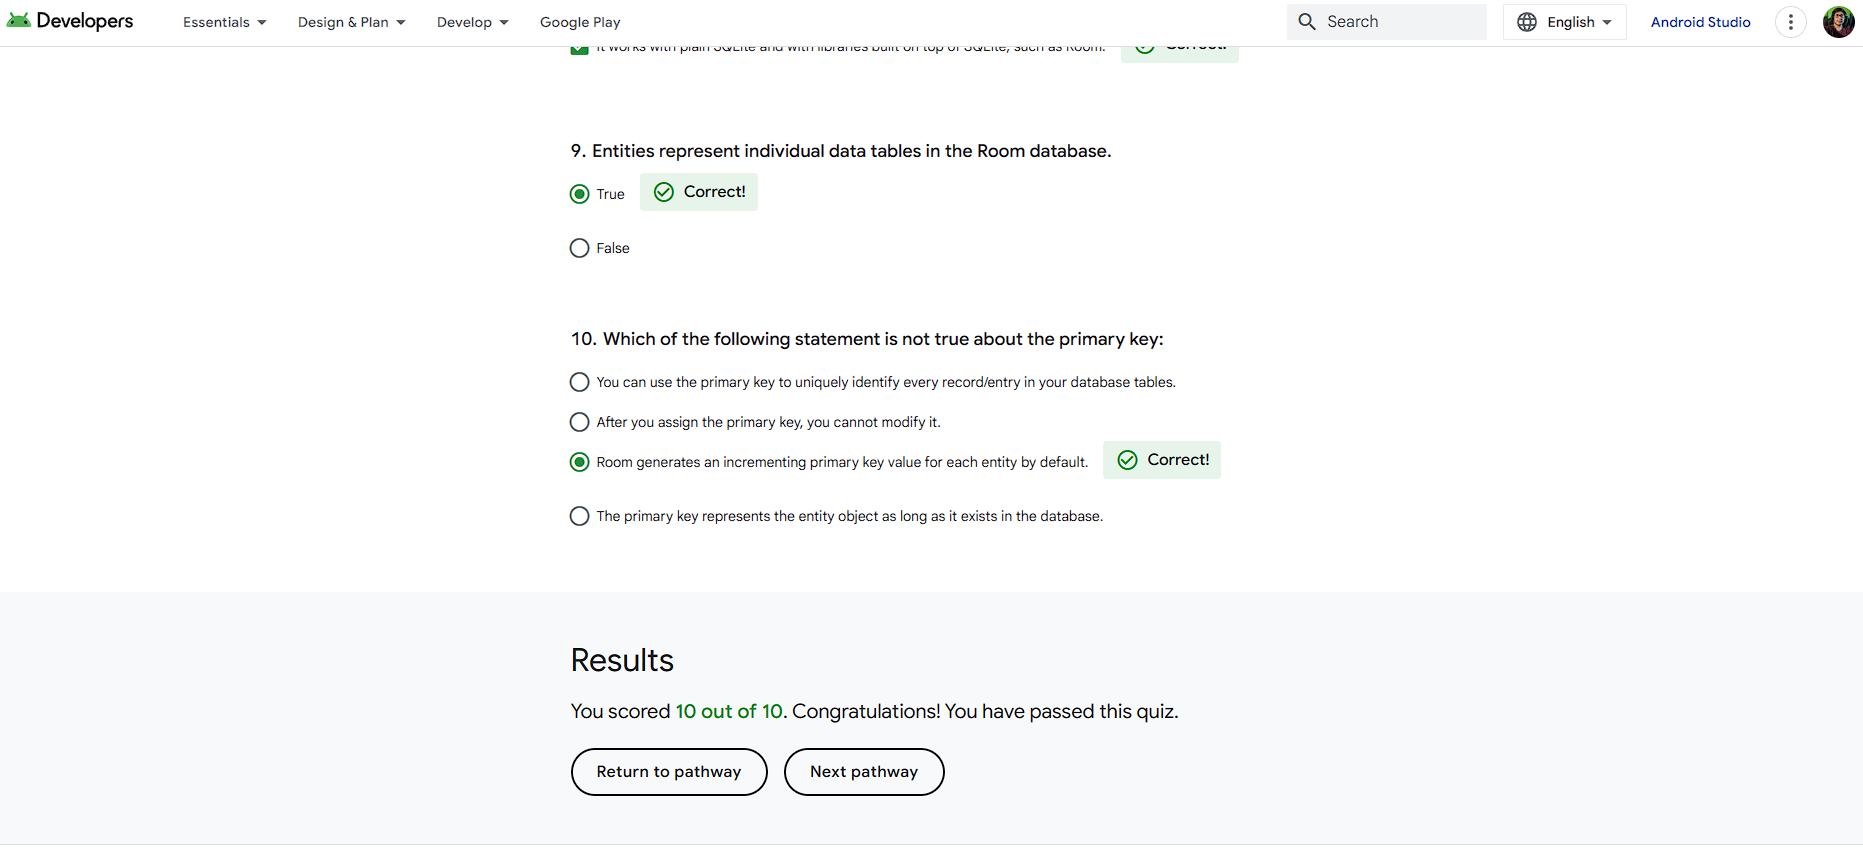 Developers
Essentials
Design & Plan
Develop
Google Play
Search
English
Android Studio
It works with plain SQLite and with libraries built on top of SQLite, such as Room.
Correct!
9. Entities represent individual data tables in the Room database.
True
Correct!
False
10. Which of the following statement is not true about the primary key:
You can use the primary key to uniquely identify every record/entry in your database tables.
After you assign the primary key, you cannot modify it.
Room generates an incrementing primary key value for each entity by default.
Correct!
The primary key represents the entity object as long as it exists in the database.
Results
You scored 10 out of 10. Congratulations! You have passed this quiz.
Return to pathway
Next pathway